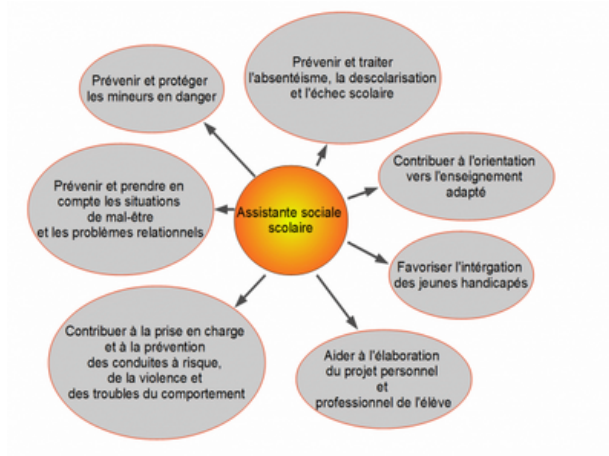 Prévenir et traiter
l'absentéisme, la descolarisation
et l'échec scolaire
Prévenir et protéger
les mineurs en danger
Contribuer à l'orientation
vers l'enseignement
adapté
Prévenir et prendre en
compte les situations
de mal-être
et les problèmes relationnels
Assistante sociale
scolaire
Favoriser l'intérgation
des jeunes handicapés
Contribuer à la prise en charge
et à la prévention
des conduites à risque,
de la violence et
des troubles du comportement
Aider à l'élaboration
du projet personnel
et
professionnel de l'élève